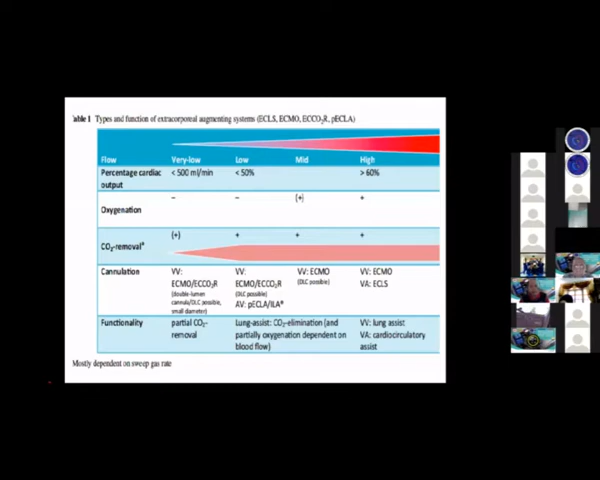 Table 1 Types and function of extracorporeal augmenting systems (ECLS, ECMO, ECCO₂R, pECLA)
Flow Very-low Low Mid High
Percentage cardiac output < 500 ml/min < 50% > 60%
Oxygenation – – (+) +
CO₂-removalᵃ (+) + + +
Cannulation VV: VV: VV: ECMO VV: ECMO
ECMO/ECCO₂R ECMO/ECCO₂R (DLC possible) VA: ECLS
(double-lumen (DLC possible)
cannula/DLC possible, AV: pECLA/iLA®
small diameter)
Functionality partial CO₂- Lung-assist: CO₂-elimination (and VV: lung assist
removal partially oxygenation dependent on VA: cardiocirculatory
blood flow) assist
Mostly dependent on sweep gas rate